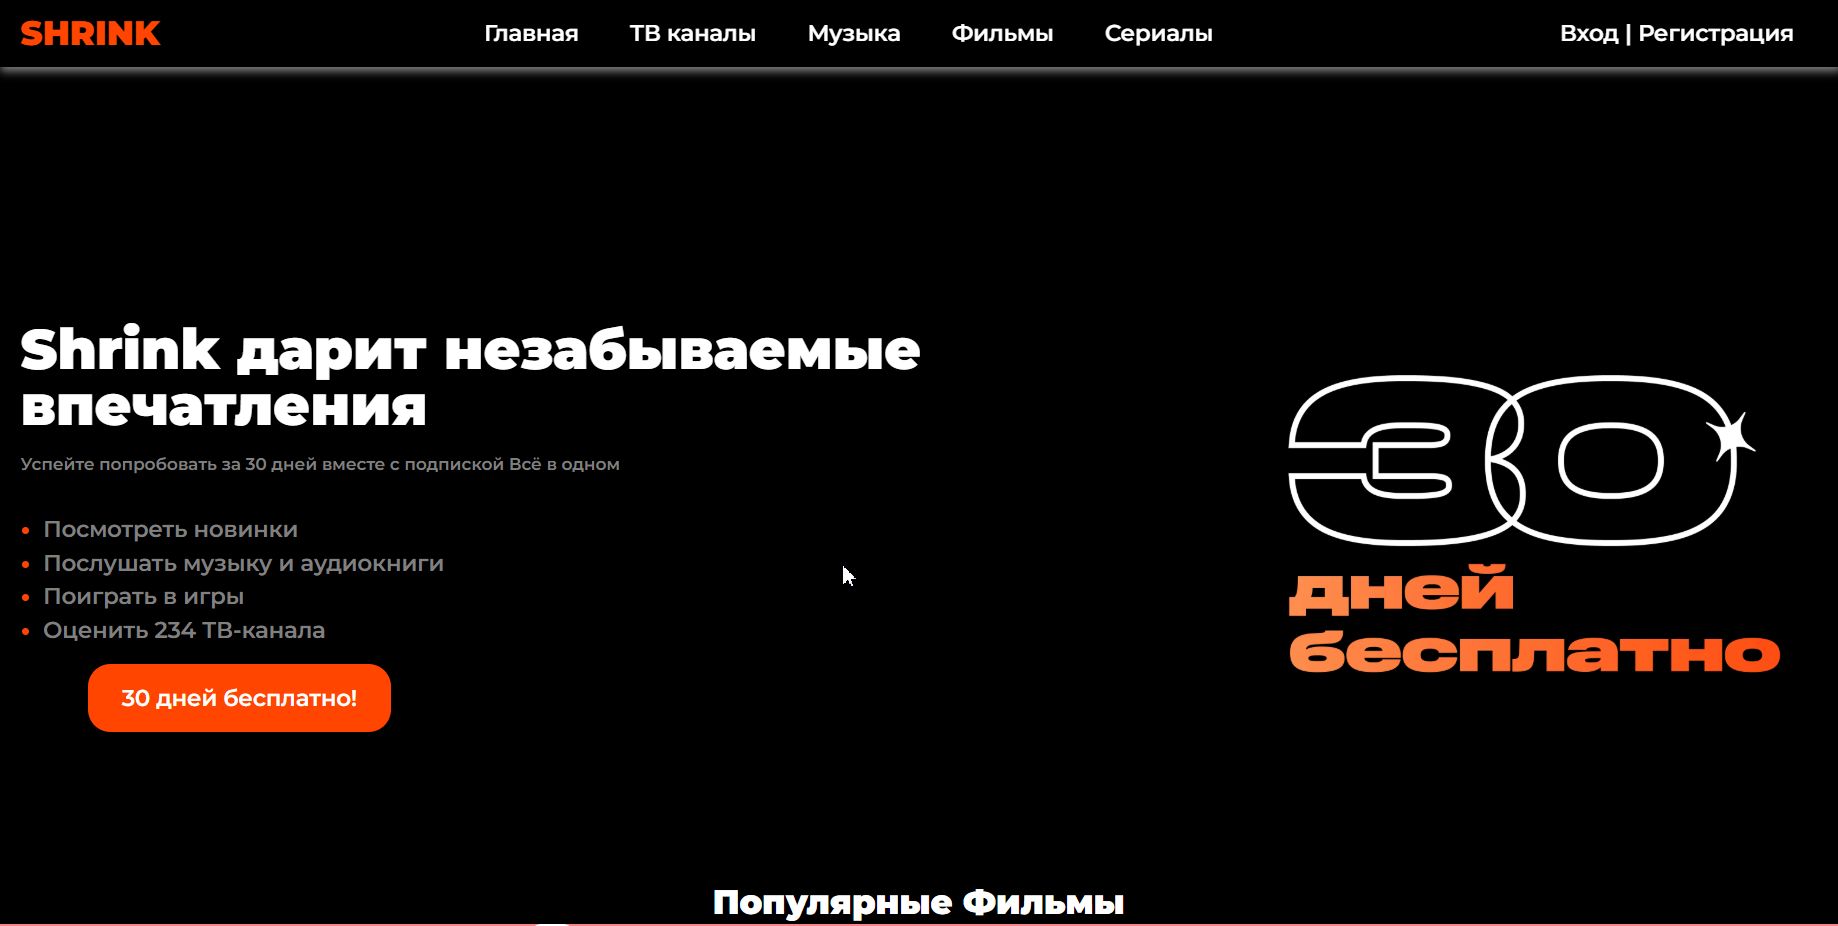 SHRINK
Главная ТВ каналы Музыка Фильмы Сериалы
Вход | Регистрация
Shrink дарит незабываемые
впечатления
Успейте попробовать за 30 дней вместе с подпиской Всё в одном
Посмотреть новинки
Послушать музыку и аудиокниги
Поиграть в игры
Оценить 234 ТВ-канала
30 дней бесплатно!
30
дней
бесплатно
Популярные Фильмы